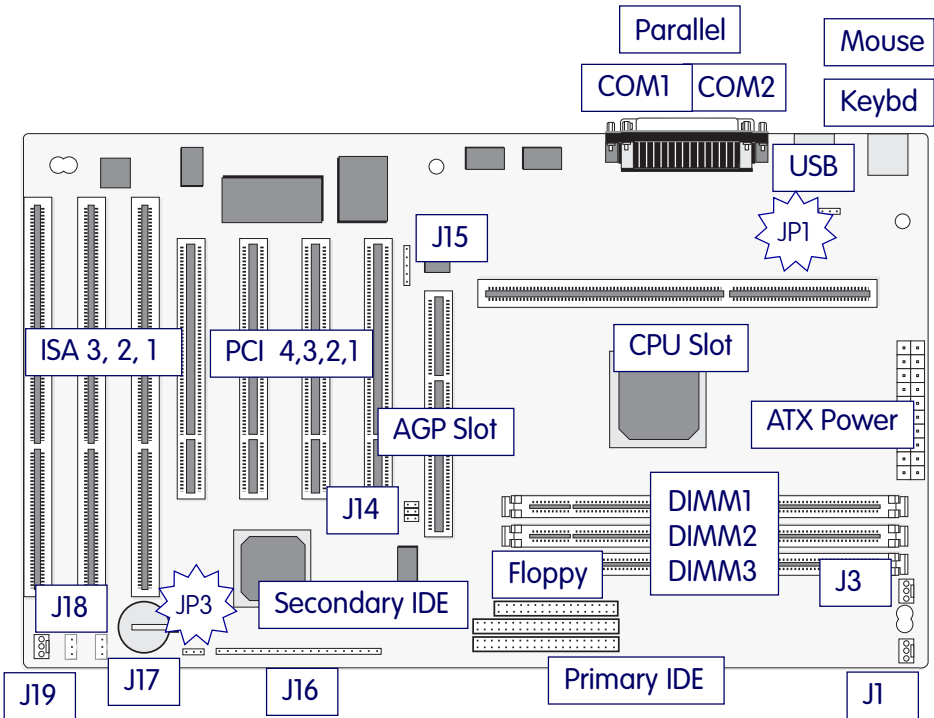 Parallel
Mouse
COM1
COM2
Keybd
USB
JP1
J15
ISA 3, 2, 1
PCI 4,3,2,1
CPU Slot
AGP Slot
ATX Power
J14
DIMM1
DIMM2
DIMM3
Floppy
J3
J18
JP3
Secondary IDE
J17
J16
Primary IDE
J19
J1